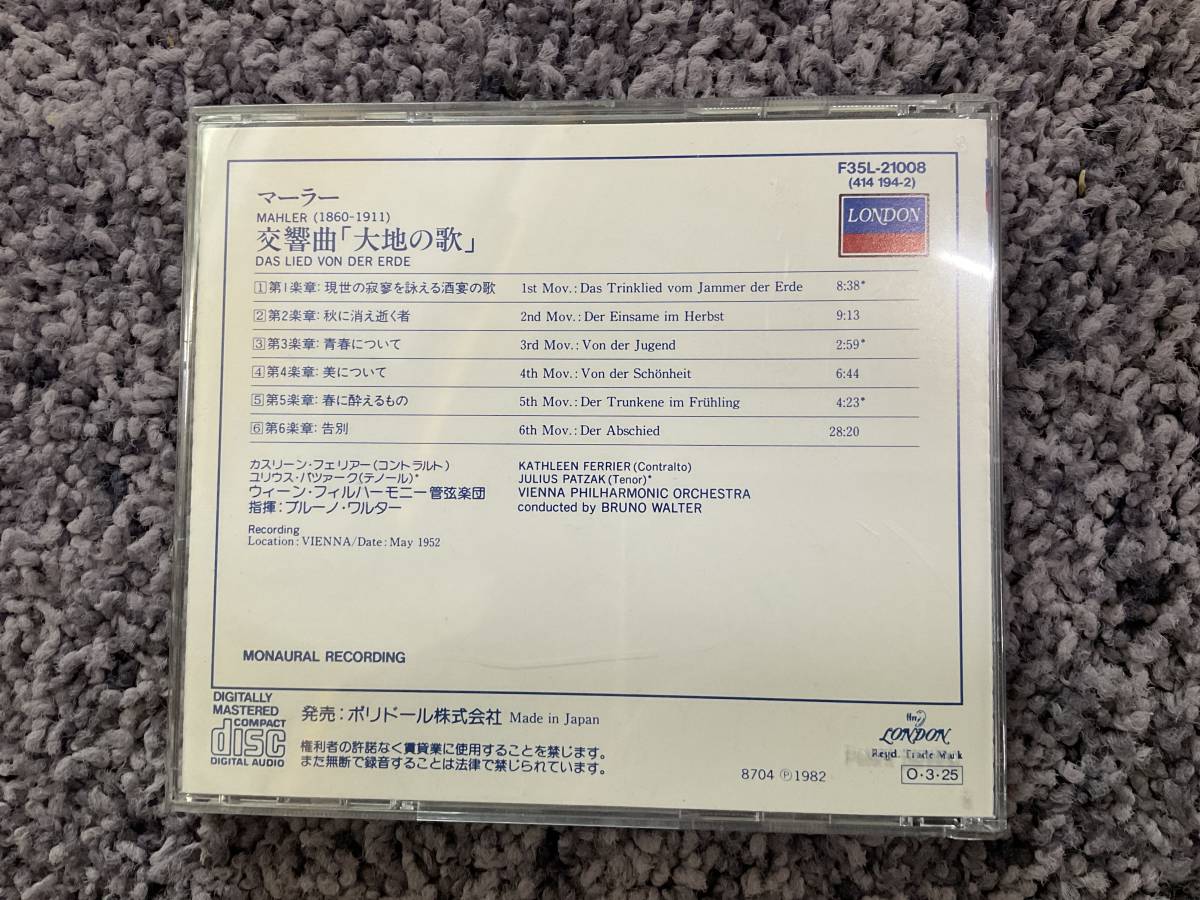 F35L-21008
(414 194-2)
LONDON
マーラー
MAHLER (1860-1911)
交響曲「大地の歌」
DAS LIED VON DER ERDE
1 第1楽章: 現世の寂寥を詠える酒宴の歌 1st Mov.: Das Trinklied vom Jammer der Erde 8:38*
2 第2楽章: 秋に消え逝く者 2nd Mov.: Der Einsame im Herbst 9:13
3 第3楽章: 青春について 3rd Mov.: Von der Jugend 2:59*
4 第4楽章: 美について 4th Mov.: Von der Schönheit 6:44
5 第5楽章: 春に酔えるもの 5th Mov.: Der Trunkene im Frühling 4:23*
6 第6楽章: 告別 6th Mov.: Der Abschied 28:20
カスリーン・フェリアー(コントラルト) KATHLEEN FERRIER (Contralto)
ユリウス・パツァーク(テノール)* JULIUS PATZAK (Tenor)*
ウィーン・フィルハーモニー管弦楽団 VIENNA PHILHARMONIC ORCHESTRA
指揮: ブルーノ・ワルター conducted by BRUNO WALTER
Recording
Location: VIENNA/Date: May 1952
MONAURAL RECORDING
DIGITALLY
MASTERED
COMPACT
disc
DIGITAL AUDIO
発売: ポリドール株式会社 Made in Japan
権利者の許諾なく賃貸業に使用することを禁じます。
また無断で録音することは法律で禁じられています。
8704 Ⓟ1982
ffrr
LONDON
Regd. Trade Mark
O・3・25